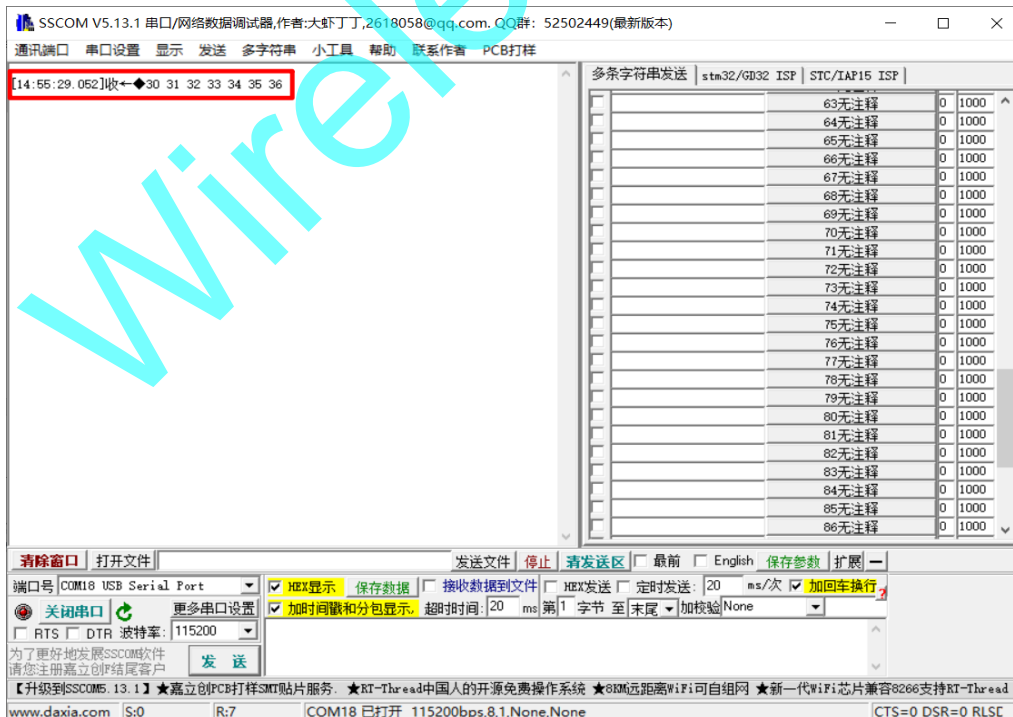 SSCOM V5.13.1 串口/网络数据调试器,作者:大虾丁丁,2618058@qq.com. QQ群: 52502449(最新版本)
通讯端口 串口设置 显示 发送 多字符串 小工具 帮助 联系作者 PCB打样
[14:55:29.052]收←◆30 31 32 33 34 35 36
Wirele
多条字符串发送 stm32/GD32 ISP STC/IAP15 ISP
63无注释 0 1000
64无注释 0 1000
65无注释 0 1000
66无注释 0 1000
67无注释 0 1000
68无注释 0 1000
69无注释 0 1000
70无注释 0 1000
71无注释 0 1000
72无注释 0 1000
73无注释 0 1000
74无注释 0 1000
75无注释 0 1000
76无注释 0 1000
77无注释 0 1000
78无注释 0 1000
79无注释 0 1000
80无注释 0 1000
81无注释 0 1000
82无注释 0 1000
83无注释 0 1000
84无注释 0 1000
85无注释 0 1000
86无注释 0 1000
清除窗口 打开文件 发送文件 停止 清发送区 最前 English 保存参数 扩展 —
端口号 COM18 USB Serial Port HEX显示 保存数据 接收数据到文件 HEX发送 定时发送: 20 ms/次 加回车换行 ?
关闭串口 更多串口设置 加时间戳和分包显示, 超时时间: 20 ms 第 1 字节 至 末尾 加校验 None
RTS DTR 波特率: 115200
为了更好地发展SSCOM软件
请您注册嘉立创F结尾客户
发 送
【升级到SSCOM5.13.1】★嘉立创PCB打样SMT贴片服务. ★RT-Thread中国人的开源免费操作系统 ★8KM远距离WiFi可自组网 ★新一代WiFi芯片兼容8266支持RT-Thread
www.daxia.com S:0 R:7 COM18 已打开 115200bps,8,1,None,None CTS=0 DSR=0 RLSD